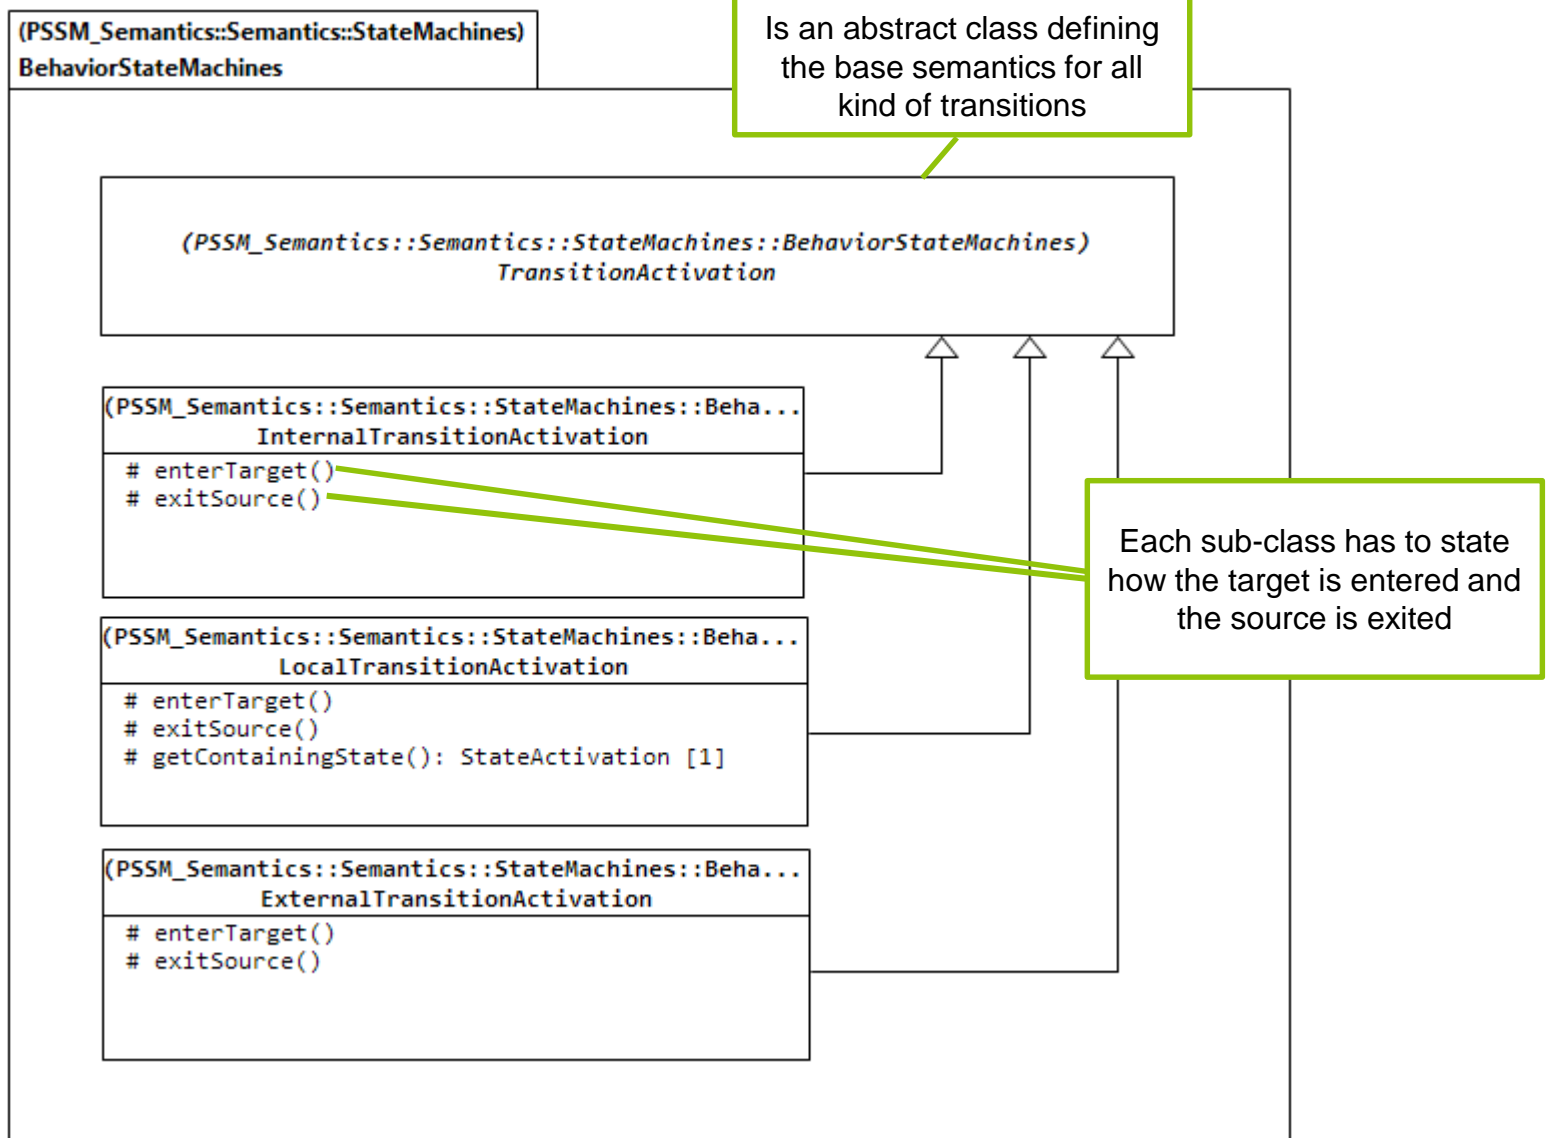 (PSSM_Semantics::Semantics::StateMachines)
BehaviorStateMachines
Is an abstract class defining
the base semantics for all
kind of transitions
(PSSM_Semantics::Semantics::StateMachines::BehaviorStateMachines)
TransitionActivation
(PSSM_Semantics::Semantics::StateMachines::Beha...
InternalTransitionActivation
# enterTarget()
# exitSource()
Each sub-class has to state
how the target is entered and
the source is exited
(PSSM_Semantics::Semantics::StateMachines::Beha...
LocalTransitionActivation
# enterTarget()
# exitSource()
# getContainingState(): StateActivation [1]
(PSSM_Semantics::Semantics::StateMachines::Beha...
ExternalTransitionActivation
# enterTarget()
# exitSource()